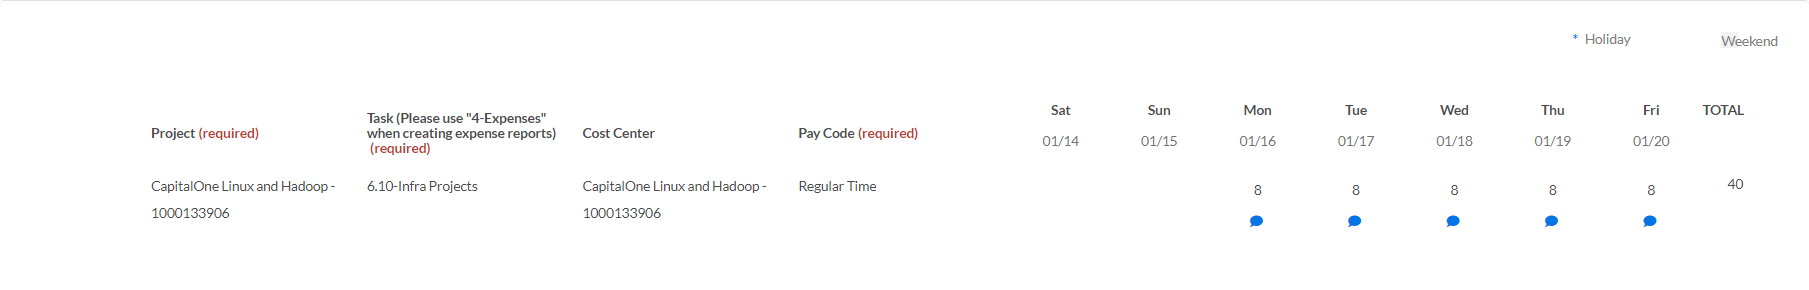 * Holiday Weekend
Sat Sun Mon Tue Wed Thu Fri TOTAL
Task (Please use "4-Expenses"
Project (required) when creating expense reports) Cost Center Pay Code (required)
(required)
01/14 01/15 01/16 01/17 01/18 01/19 01/20
CapitalOne Linux and Hadoop - 6.10-Infra Projects CapitalOne Linux and Hadoop - Regular Time 8 8 8 8 8 40
1000133906 1000133906